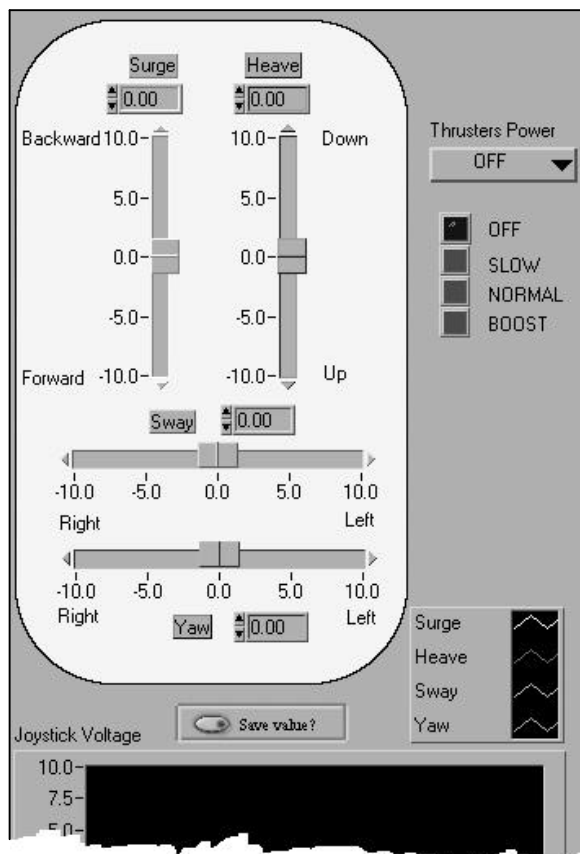 Surge Heave
0.00 0.00
Backward 10.0 10.0 Down
5.0 5.0
0.0 0.0
-5.0 -5.0
Forward -10.0 -10.0 Up
Thrusters Power
OFF
OFF
SLOW
NORMAL
BOOST
Sway 0.00
-10.0 -5.0 0.0 5.0 10.0
Right Left
-10.0 -5.0 0.0 5.0 10.0
Right Left
Yaw 0.00
Surge
Heave
Sway
Yaw
Save value?
Joystick Voltage
10.0
7.5
5.0